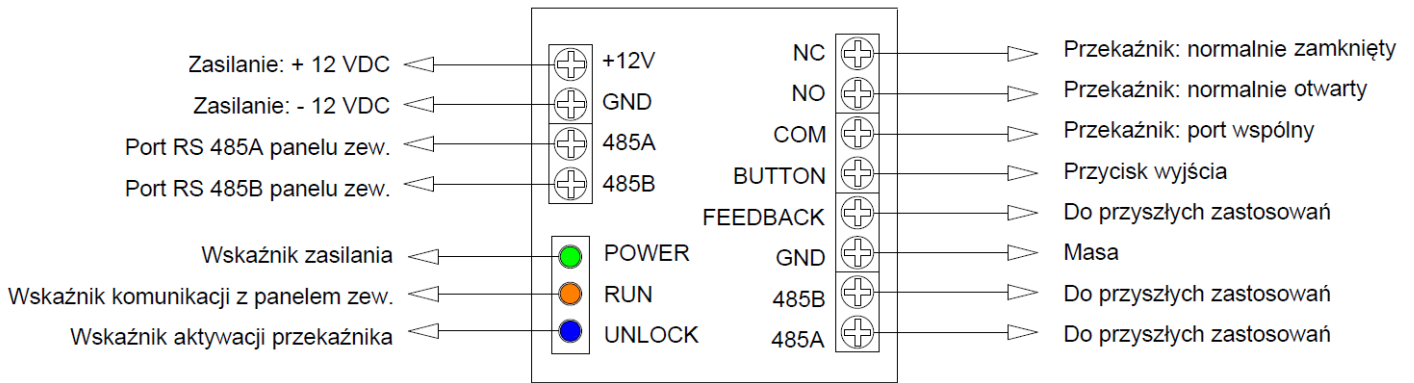 Zasilanie: + 12 VDC
Zasilanie: - 12 VDC
Port RS 485A panelu zew.
Port RS 485B panelu zew.
Wskaźnik zasilania
Wskaźnik komunikacji z panelem zew.
Wskaźnik aktywacji przekaźnika
+12V
GND
485A
485B
POWER
RUN
UNLOCK
NC
NO
COM
BUTTON
FEEDBACK
GND
485B
485A
Przekaźnik: normalnie zamknięty
Przekaźnik: normalnie otwarty
Przekaźnik: port wspólny
Przycisk wyjścia
Do przyszłych zastosowań
Masa
Do przyszłych zastosowań
Do przyszłych zastosowań